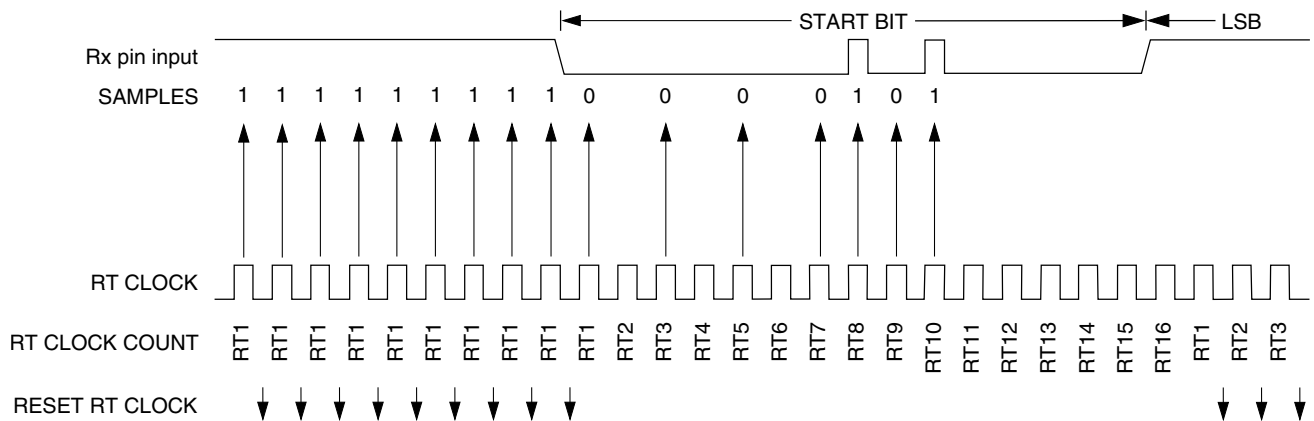 START BIT LSB
Rx pin input
SAMPLES 1 1 1 1 1 1 1 1 1 0 0 0 0 1 0 1
RT CLOCK
RT CLOCK COUNT RT1 RT1 RT1 RT1 RT1 RT1 RT1 RT1 RT1 RT1 RT2 RT3 RT4 RT5 RT6 RT7 RT8 RT9 RT10 RT11 RT12 RT13 RT14 RT15 RT16 RT1 RT2 RT3
RESET RT CLOCK